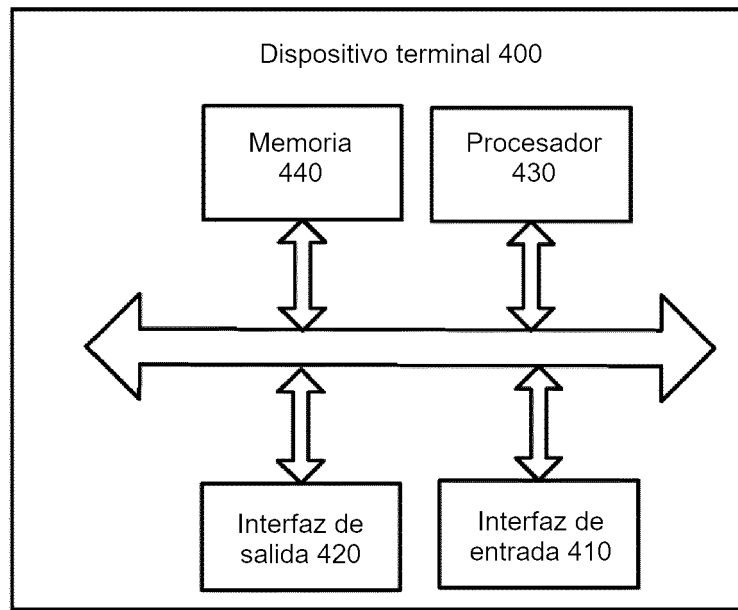 Dispositivo terminal 400
Memoria
440
Procesador
430
Interfaz de
salida 420
Interfaz de
entrada 410